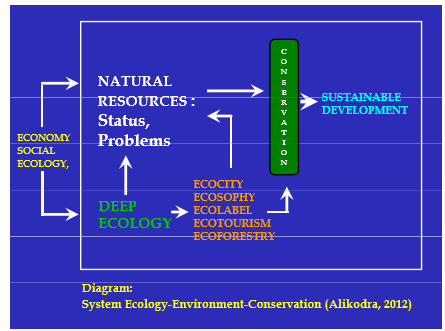 NATURAL
RESOURCES :
Status,
Problems
CONSERVATION
SUSTAINABLE
DEVELOPMENT
ECONOMY
SOCIAL
ECOLOGY,
DEEP
ECOLOGY
ECOCITY
ECOSOPHY
ECOLABEL
ECOTOURISM
ECOFORESTRY
Diagram:
System Ecology-Environment-Conservation (Alikodra, 2012)